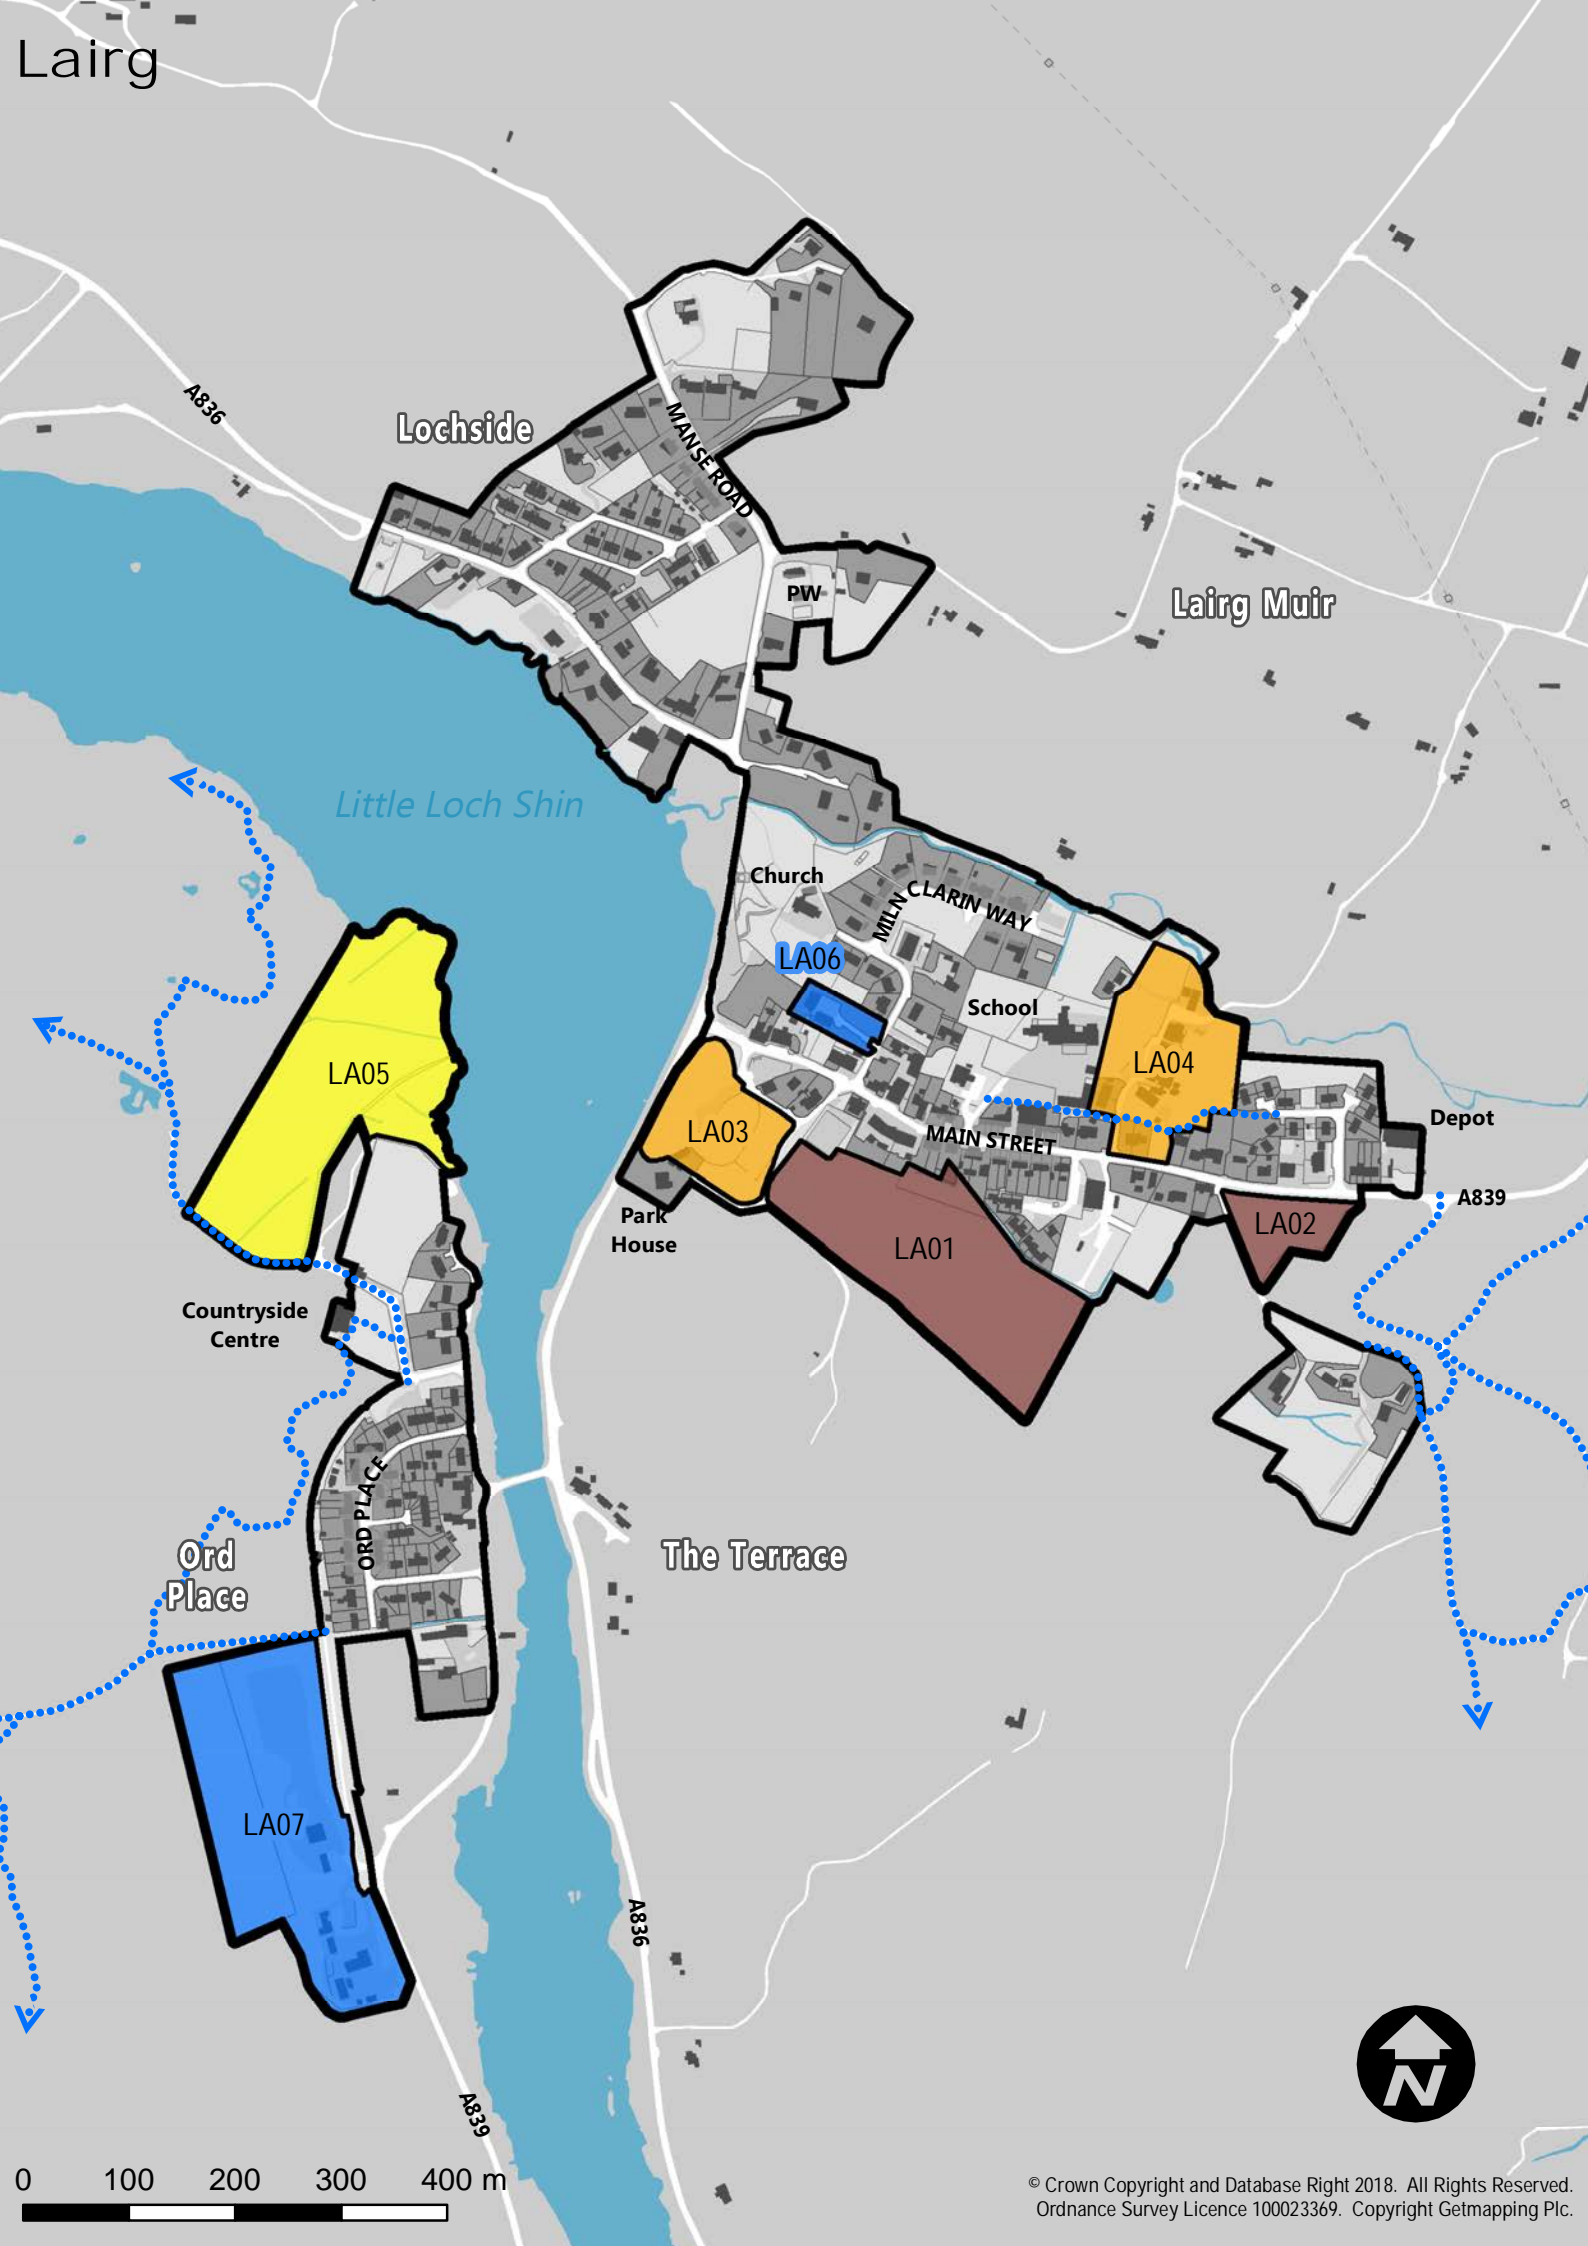 Lairg
A836
Lochside
MANSE ROAD
PW
Lairg Muir
Little Loch Shin
Church
MILN
CLARIN WAY
LA06
School
LA05
LA04
LA03
Depot
MAIN STREET
A839
Park
House
LA01
LA02
Countryside
Centre
ORD PLACE
Ord
Place
The Terrace
LA07
A836
A839
N
0 100 200 300 400 m
© Crown Copyright and Database Right 2018. All Rights Reserved.
Ordnance Survey Licence 100023369. Copyright Getmapping Plc.